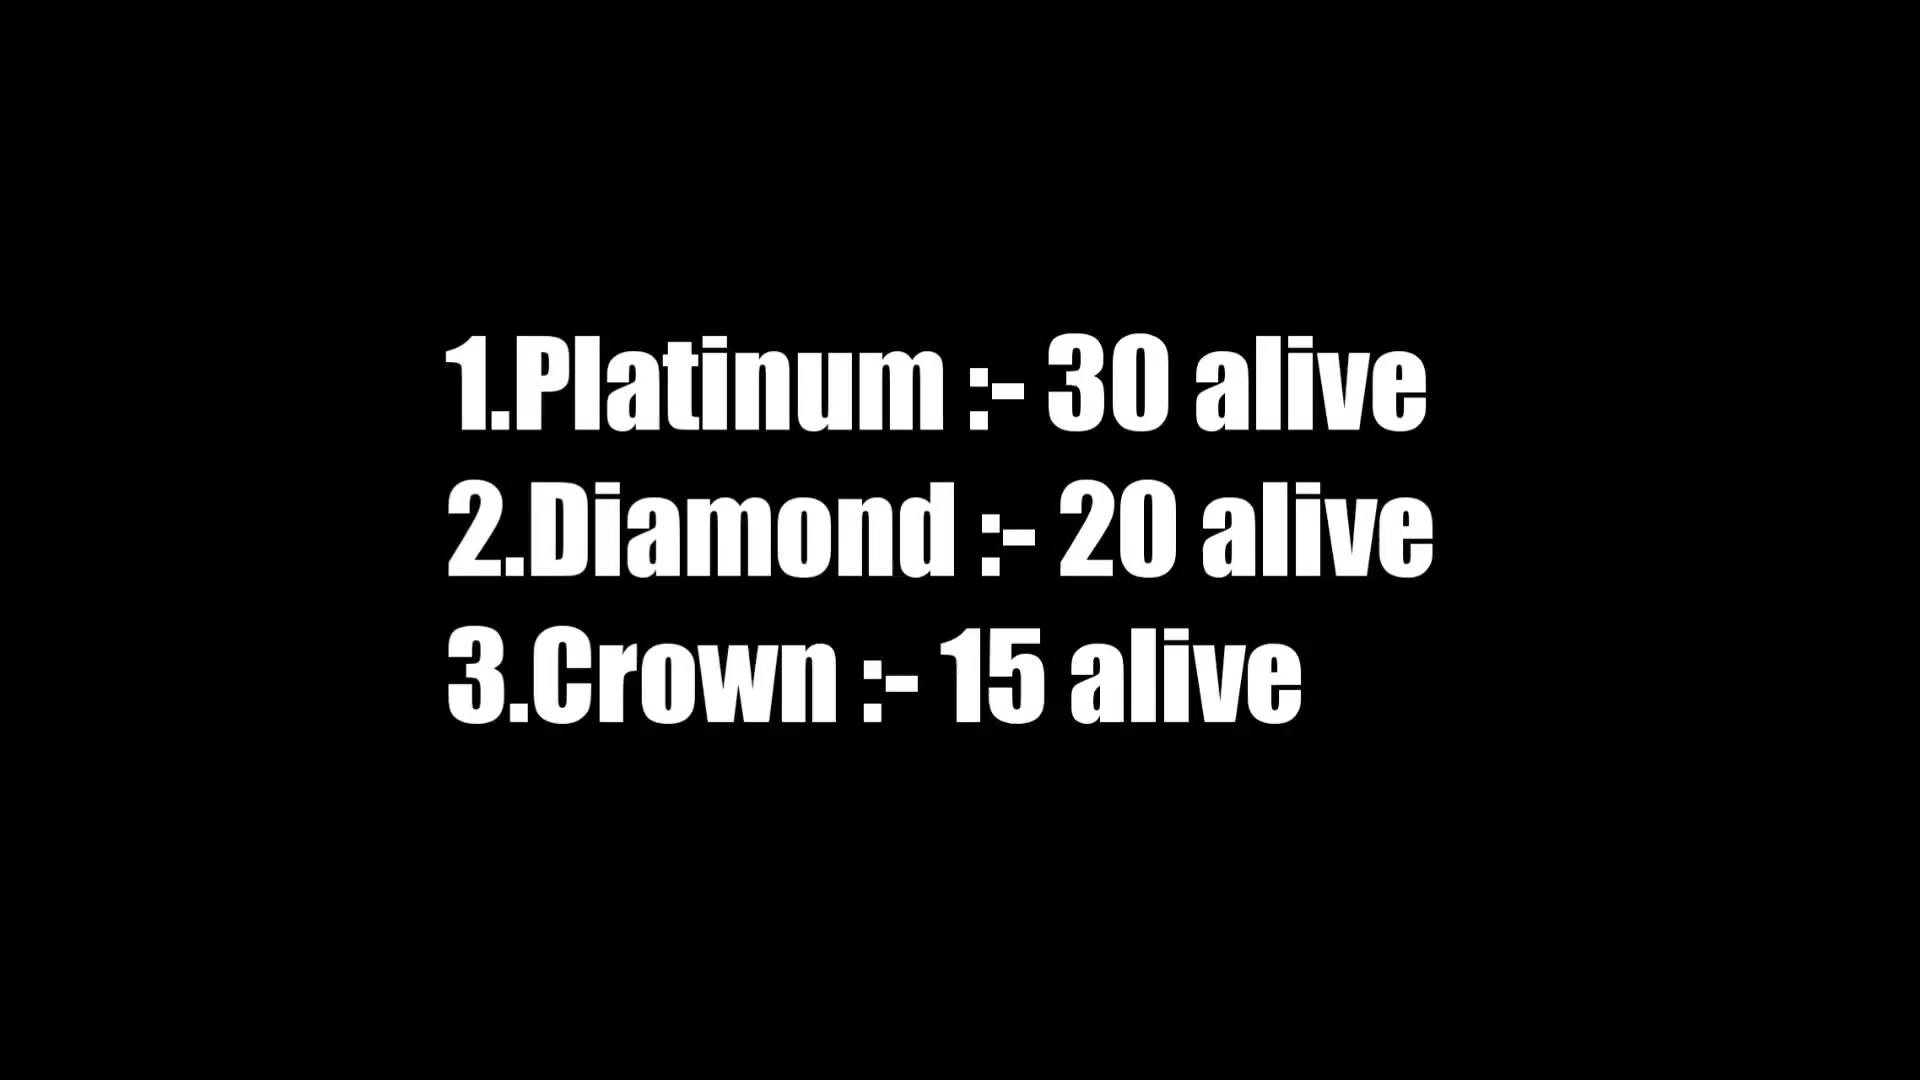 1.Platinum :- 30 alive
2.Diamond :- 20 alive
3.Crown :- 15 alive